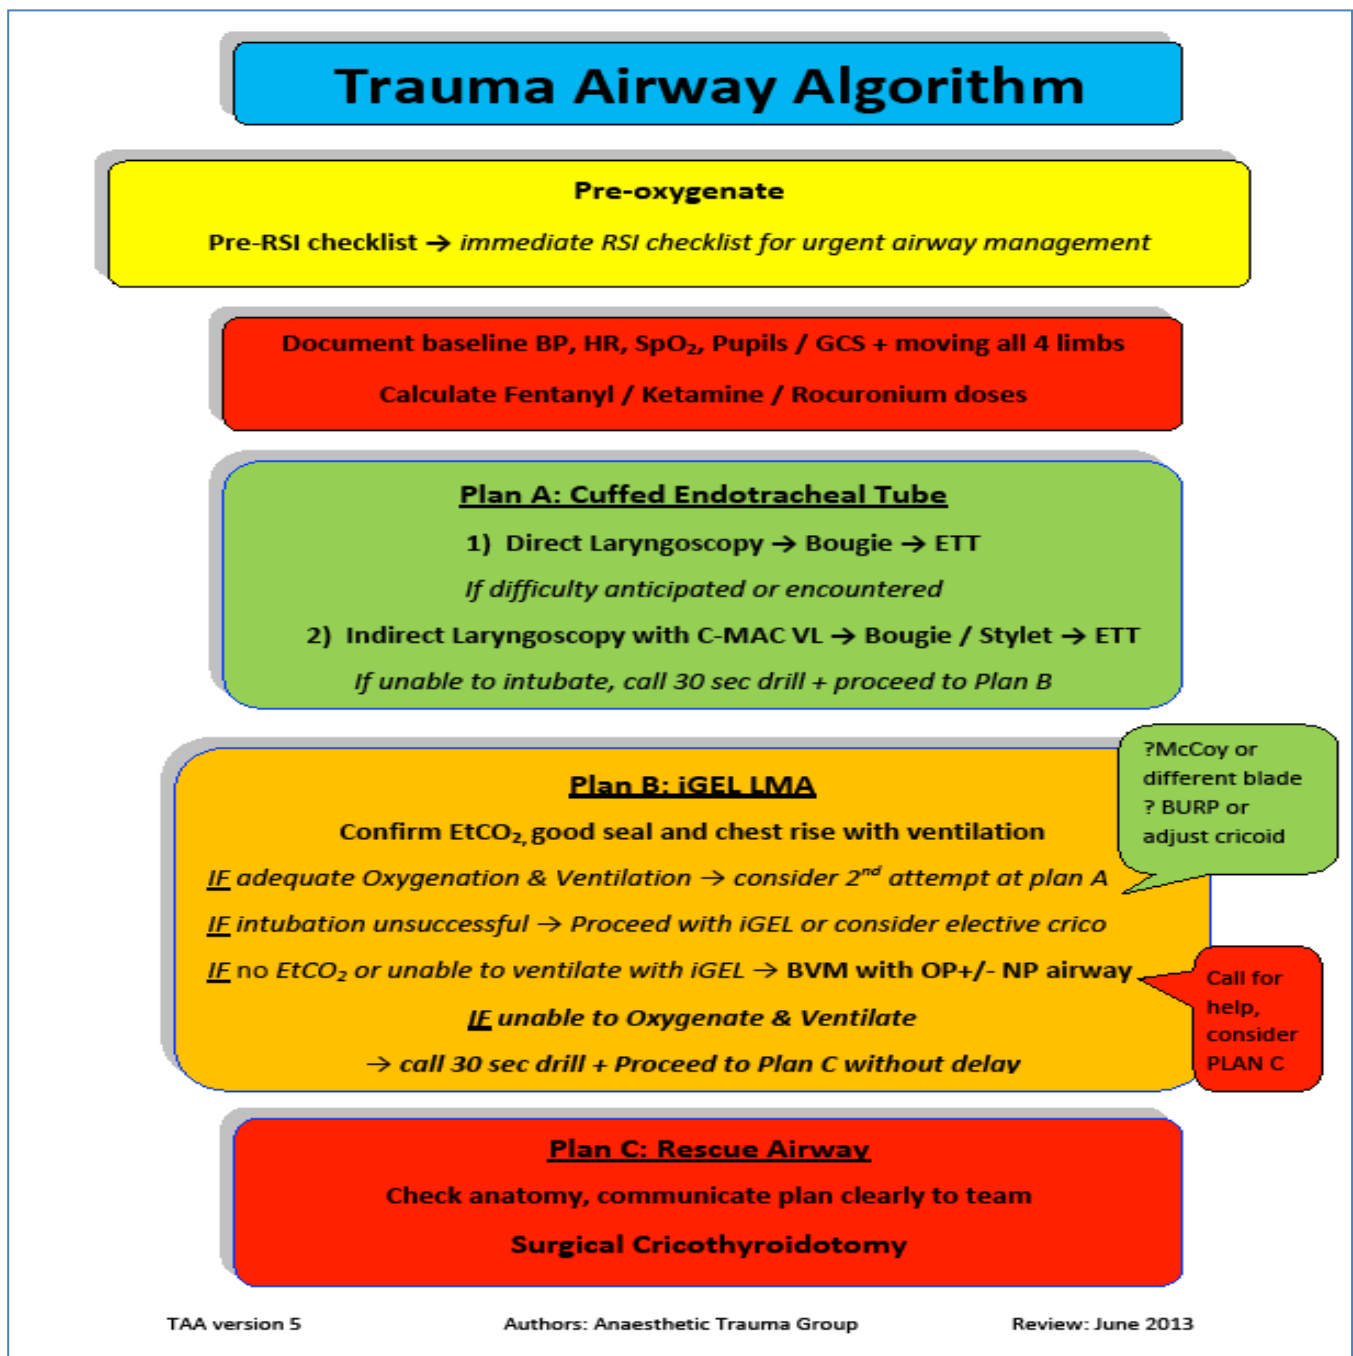 Trauma Airway Algorithm
Pre-oxygenate
Pre-RSI checklist → immediate RSI checklist for urgent airway management
Document baseline BP, HR, SpO₂, Pupils / GCS + moving all 4 limbs
Calculate Fentanyl / Ketamine / Rocuronium doses
Plan A: Cuffed Endotracheal Tube
1) Direct Laryngoscopy → Bougie → ETT
If difficulty anticipated or encountered
2) Indirect Laryngoscopy with C-MAC VL → Bougie / Stylet → ETT
If unable to intubate, call 30 sec drill + proceed to Plan B
?McCoy or
different blade
? BURP or
adjust cricoid
Plan B: iGEL LMA
Confirm EtCO₂, good seal and chest rise with ventilation
IF adequate Oxygenation & Ventilation → consider 2nd attempt at plan A
IF intubation unsuccessful → Proceed with iGEL or consider elective crico
IF no EtCO₂ or unable to ventilate with iGEL → BVM with OP+/- NP airway
Call for
help,
consider
PLAN C
IF unable to Oxygenate & Ventilate
→ call 30 sec drill + Proceed to Plan C without delay
Plan C: Rescue Airway
Check anatomy, communicate plan clearly to team
Surgical Cricothyroidotomy
TAA version 5 Authors: Anaesthetic Trauma Group Review: June 2013